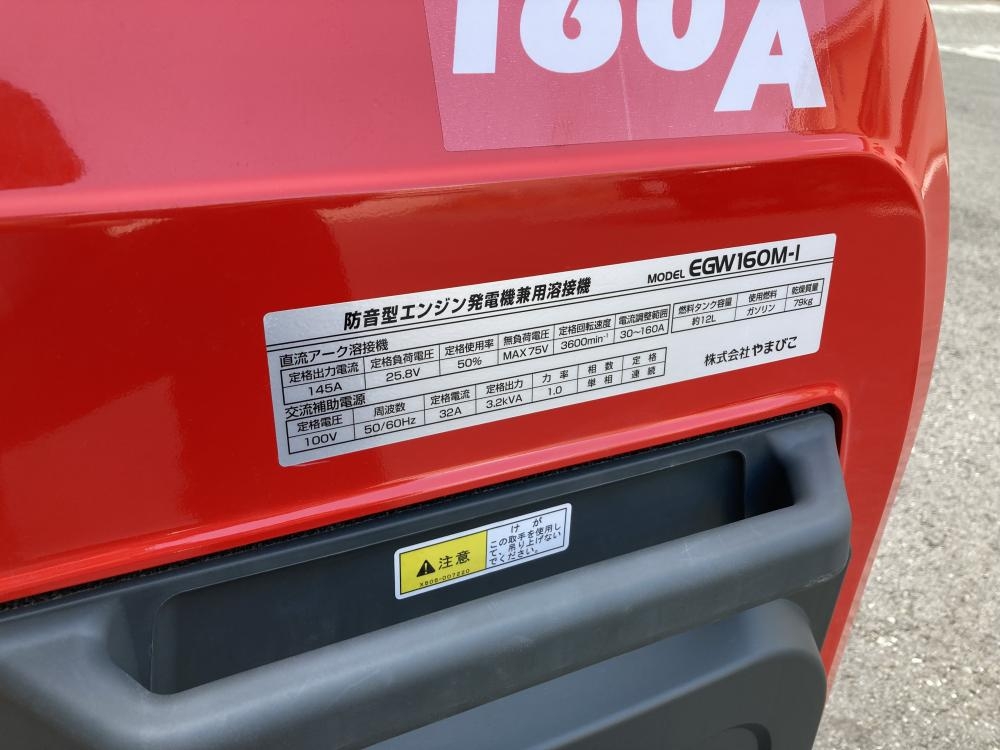 160A
防音型エンジン発電機兼用溶接機 MODEL EGW160M-I
直流アーク溶接機
定格出力電流 定格負荷電圧 定格使用率 無負荷電圧 定格回転速度 電流調整範囲 燃料タンク容量 使用燃料 乾燥質量
145A 25.8V 50% MAX75V 3600min⁻¹ 30~160A 約12L ガソリン 79kg
交流補助電源
定格電圧 周波数 定格電流 定格出力 力率 相数 定格
100V 50/60Hz 32A 3.2kVA 1.0 単相 連続
株式会社やまびこ
注意
X505-007220
けが
この取手を使用し
て、吊り上げない
でください。